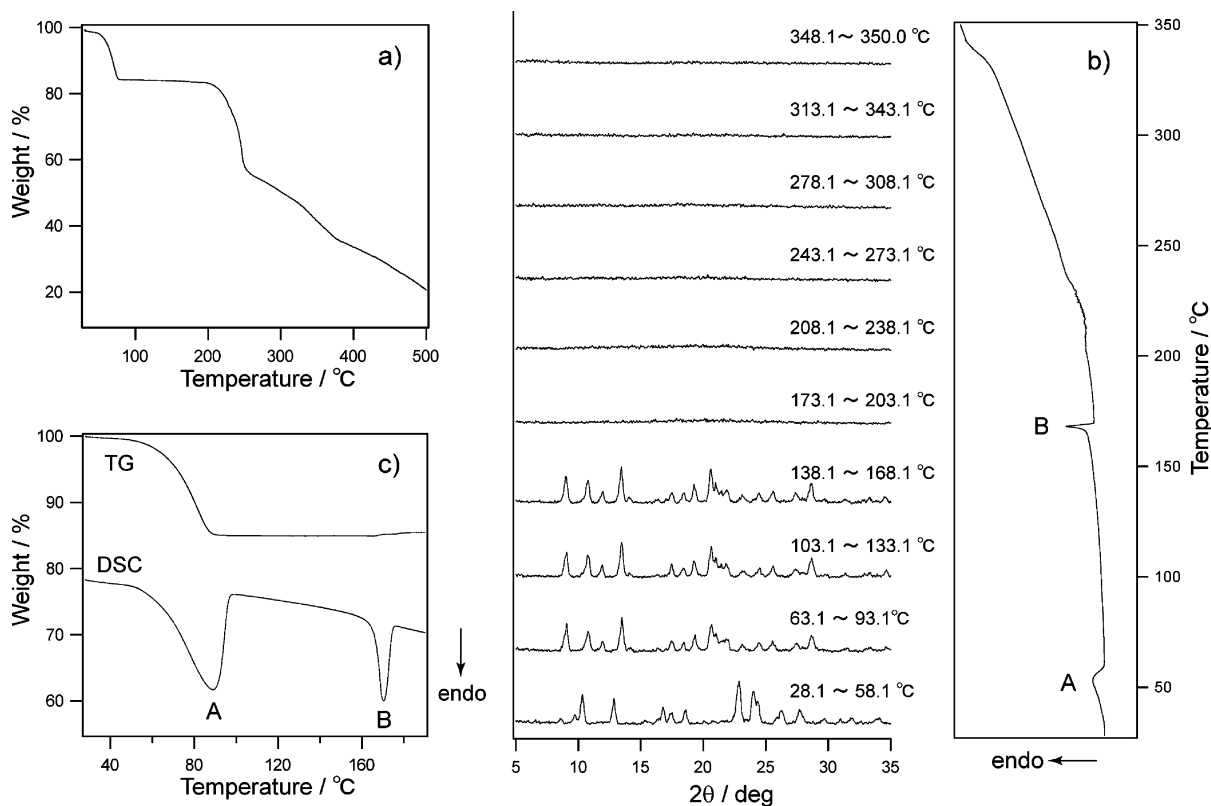 a)
Weight / %
100
80
60
40
20
100
200
300
400
500
Temperature / °C
c)
TG
DSC
Weight / %
100
90
80
70
60
A
B
endo
40
80
120
160
Temperature / °C
348.1~ 350.0 °C
313.1 ~ 343.1 °C
278.1 ~ 308.1 °C
243.1 ~ 273.1 °C
208.1 ~ 238.1 °C
173.1 ~ 203.1 °C
138.1 ~ 168.1 °C
103.1 ~ 133.1 °C
63.1 ~ 93.1°C
28.1 ~ 58.1 °C
5
10
15
20
25
30
35
2θ / deg
b)
B
A
350
300
250
200
150
100
50
Temperature / °C
endo